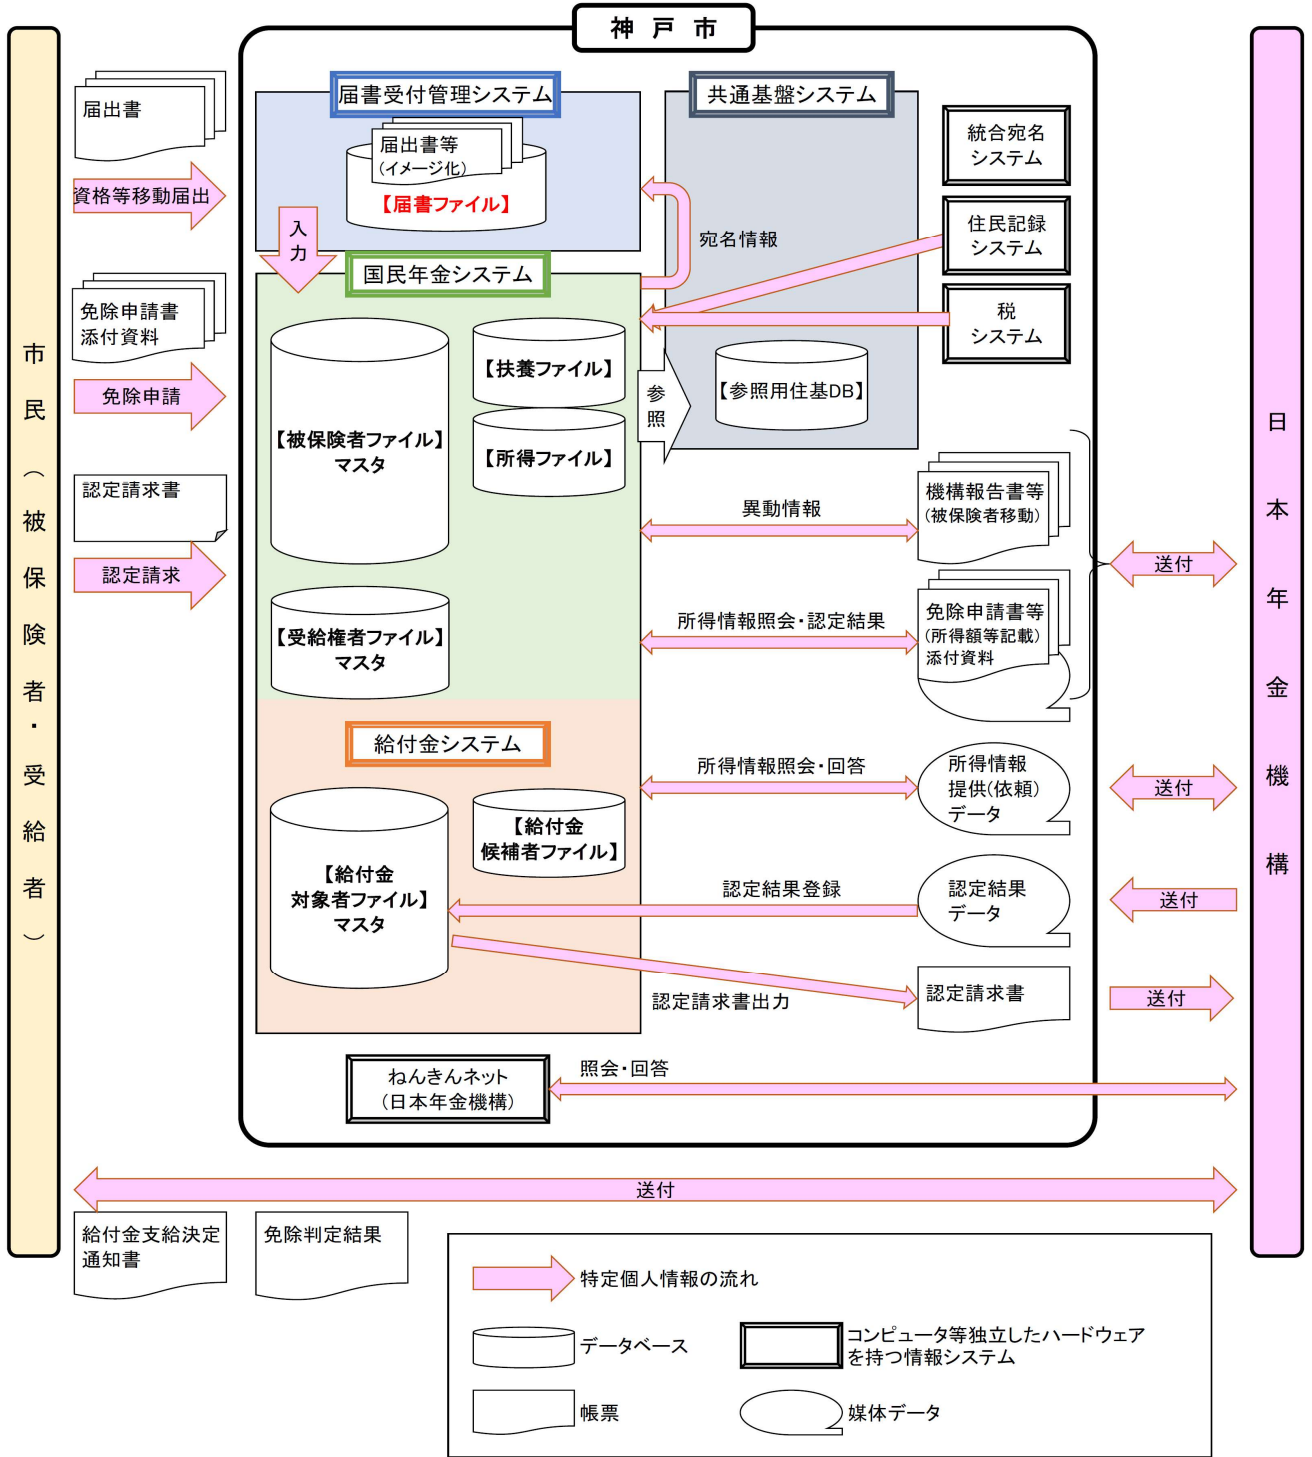 神戸市
市民（被保険者・受給者）
日本年金機構
届出書
資格等移動届出
免除申請書
添付資料
免除申請
認定請求書
認定請求
届書受付管理システム
届出書等
(イメージ化)
【届書ファイル】
入力
共通基盤システム
宛名情報
【参照用住基DB】
参照
統合宛名
システム
住民記録
システム
税
システム
国民年金システム
【被保険者ファイル】
マスタ
【扶養ファイル】
【所得ファイル】
【受給権者ファイル】
マスタ
異動情報
機構報告書等
(被保険者移動)
送付
所得情報照会・認定結果
免除申請書等
(所得額等記載)
添付資料
給付金システム
所得情報照会・回答
所得情報
提供(依頼)
データ
送付
【給付金
候補者ファイル】
【給付金
対象者ファイル】
マスタ
認定結果登録
認定結果
データ
送付
認定請求書出力
認定請求書
送付
ねんきんネット
(日本年金機構)
照会・回答
送付
給付金支給決定
通知書
免除判定結果
特定個人情報の流れ
データベース
コンピュータ等独立したハードウェア
を持つ情報システム
帳票
媒体データ